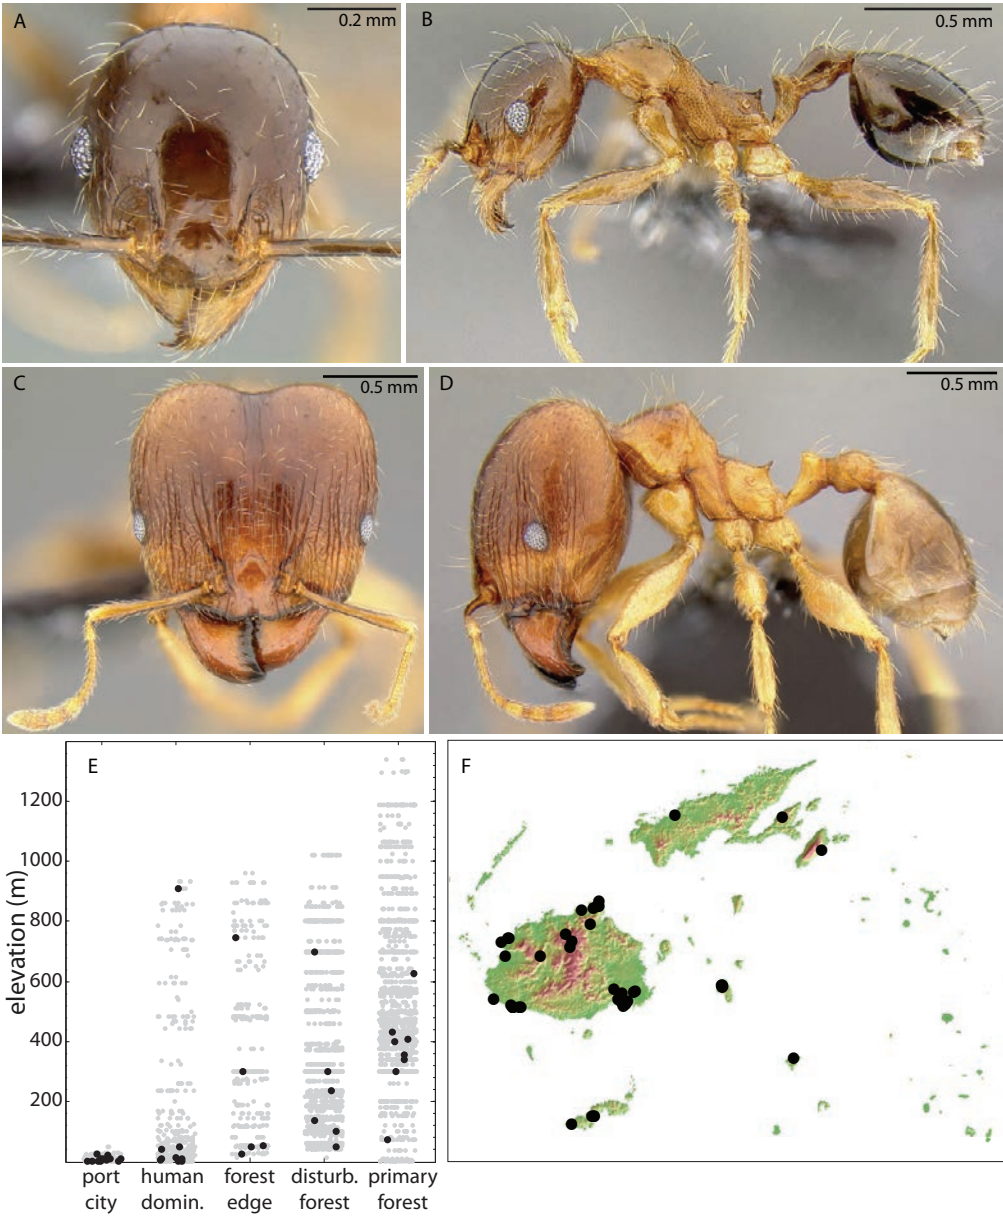 A
0.2 mm
B
0.5 mm
C
0.5 mm
D
0.5 mm
E
elevation (m)
1200
1000
800
600
400
200
port city
human domin.
forest edge
disturb. forest
primary forest
F